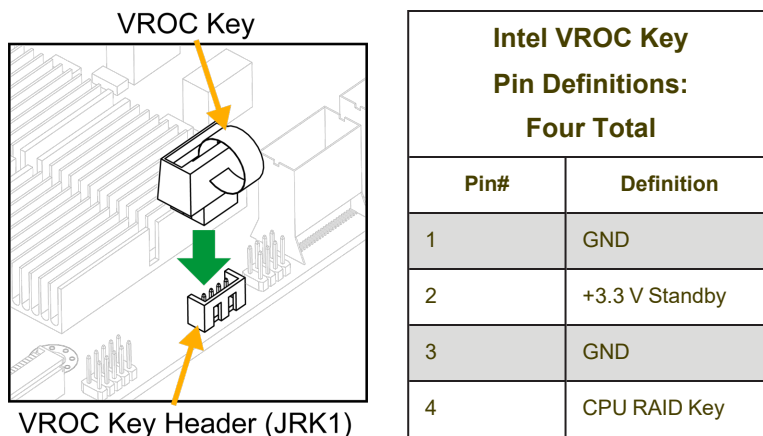 VROC Key
VROC Key Header (JRK1)
Intel VROC Key
Pin Definitions:
Four Total
Pin# Definition
1 GND
2 +3.3 V Standby
3 GND
4 CPU RAID Key